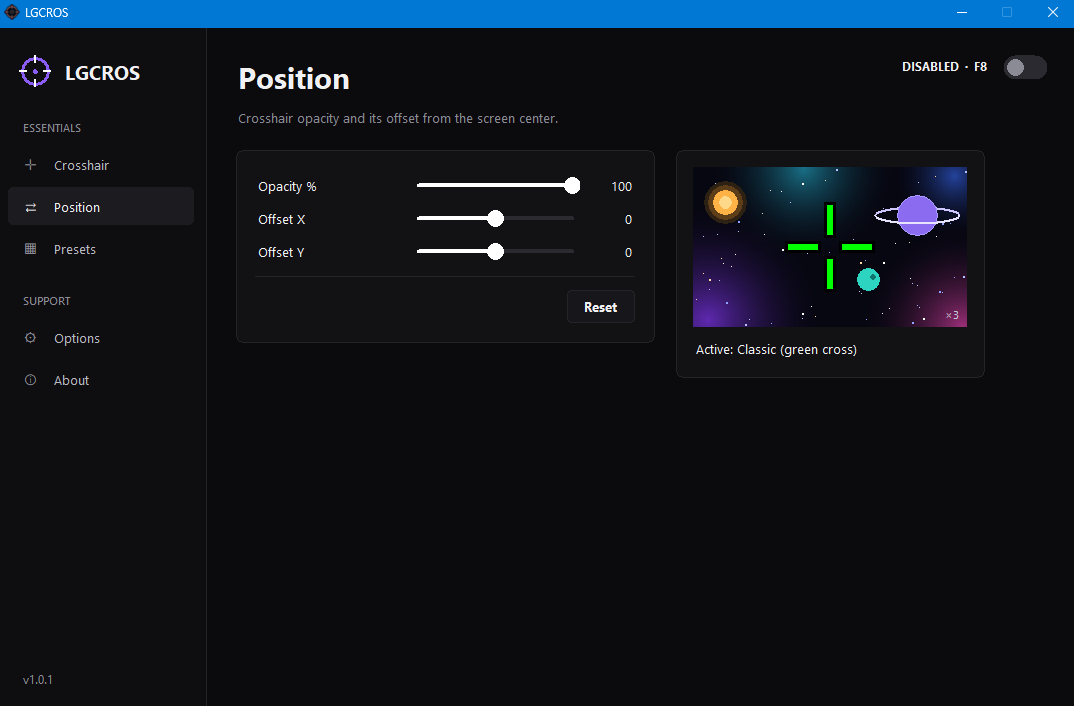 LGCROS
LGCROS
ESSENTIALS
Crosshair
Position
Presets
SUPPORT
Options
About
v1.0.1
Position
Crosshair opacity and its offset from the screen center.
DISABLED · F8
Opacity % 100
Offset X 0
Offset Y 0
Reset
×3
Active: Classic (green cross)